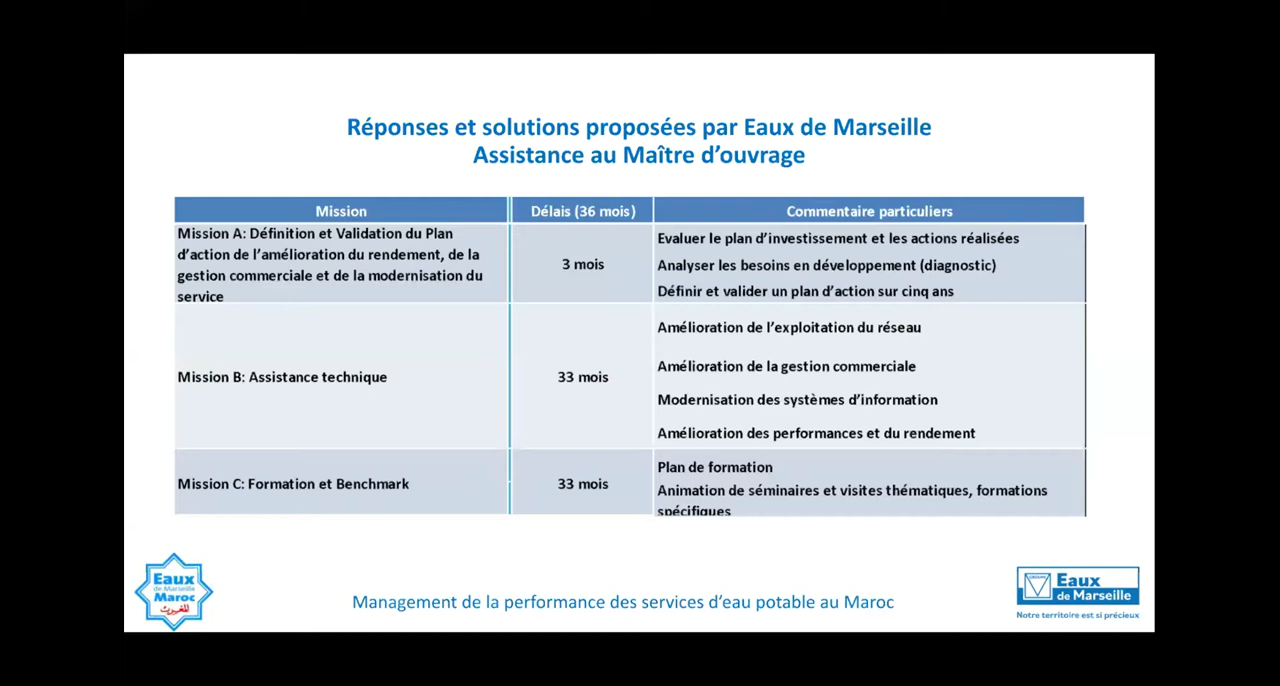 Réponses et solutions proposées par Eaux de Marseille
Assistance au Maître d’ouvrage
Mission
Délais (36 mois)
Commentaire particuliers
Mission A: Définition et Validation du Plan
d’action de l’amélioration du rendement, de la
gestion commerciale et de la modernisation du
service
3 mois
Evaluer le plan d’investissement et les actions réalisées
Analyser les besoins en développement (diagnostic)
Définir et valider un plan d’action sur cinq ans
Mission B: Assistance technique
33 mois
Amélioration de l’exploitation du réseau
Amélioration de la gestion commerciale
Modernisation des systèmes d’information
Amélioration des performances et du rendement
Mission C: Formation et Benchmark
33 mois
Plan de formation
Animation de séminaires et visites thématiques, formations
spécifiques
Eaux
de Marseille
Maroc
المغرب
Management de la performance des services d’eau potable au Maroc
GROUPE
Eaux
de Marseille
Notre territoire est si précieux